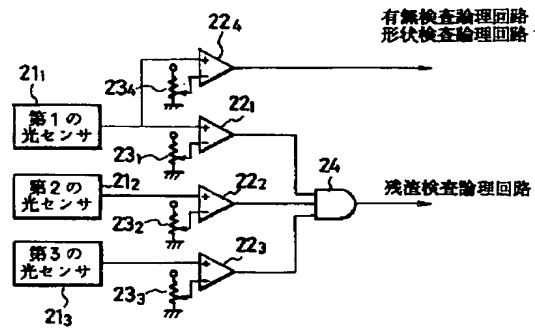 有無検査論理回路
形状検査論理回路
22₄
23₄
21₁
第1の
光センサ
22₁
23₁
24
21₂
第2の
光センサ
22₂
残渣検査論理回路
23₂
第3の
光センサ
22₃
23₃
21₃